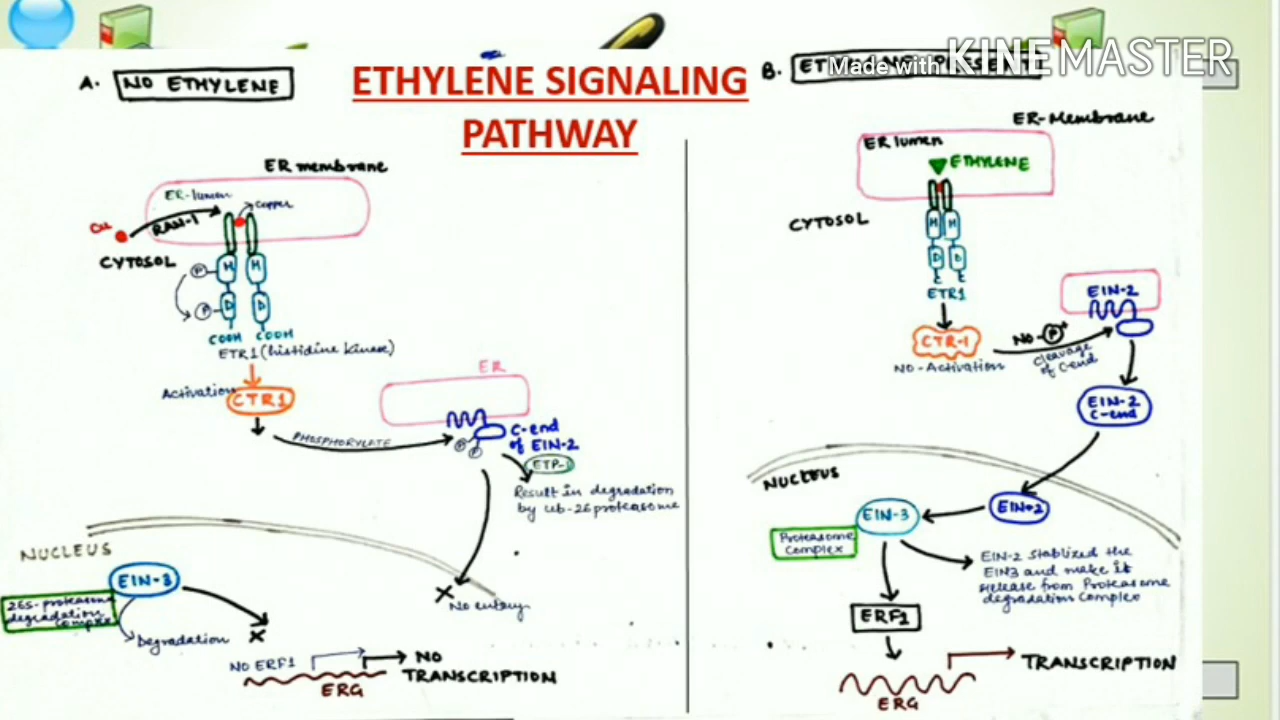 Made with KINEMASTER
ETHYLENE SIGNALING
PATHWAY
A. NO ETHYLENE
ER membrane
ER-lumen
Copper
Cu
RAN-1
CYTOSOL
P
H H
P
D D
COOH COOH
ETR1 (histidine kinase)
Activation
CTR1
PHOSPHORYLATE
ER
P P
C-end
of EIN-2
ETP-1
Result in degradation
by Ub-26 proteasome
NUCLEUS
EIN-3
26S-proteasome
degradation
complex
Degradation
X
X
No entry
NO ERF1
NO
TRANSCRIPTION
ERG
B.
ER-Membrane
ER lumen
ETHYLENE
CYTOSOL
H H
D D
ETR1
CTR-1
NO-Activation
NO-P
Cleavage
of C-end
EIN-2
EIN-2
C-end
NUCLEUS
EIN-2
EIN-3
Proteasome
Complex
EIN-2 stablized the
EIN3 and make it
release from Proteasome
degradation Complex
ERF1
TRANSCRIPTION
ERG